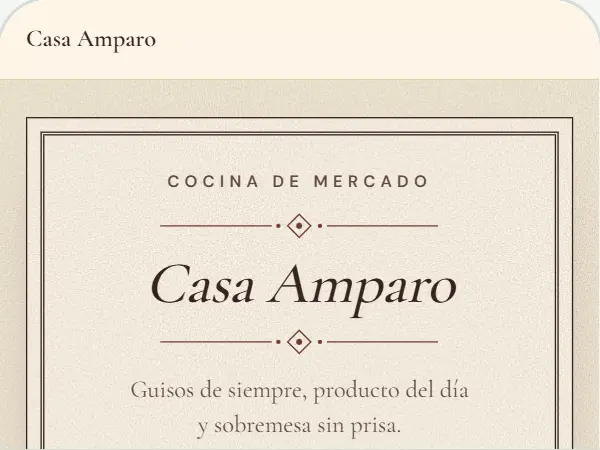 Casa Amparo
COCINA DE MERCADO
Casa Amparo
Guisos de siempre, producto del día
y sobremesa sin prisa.